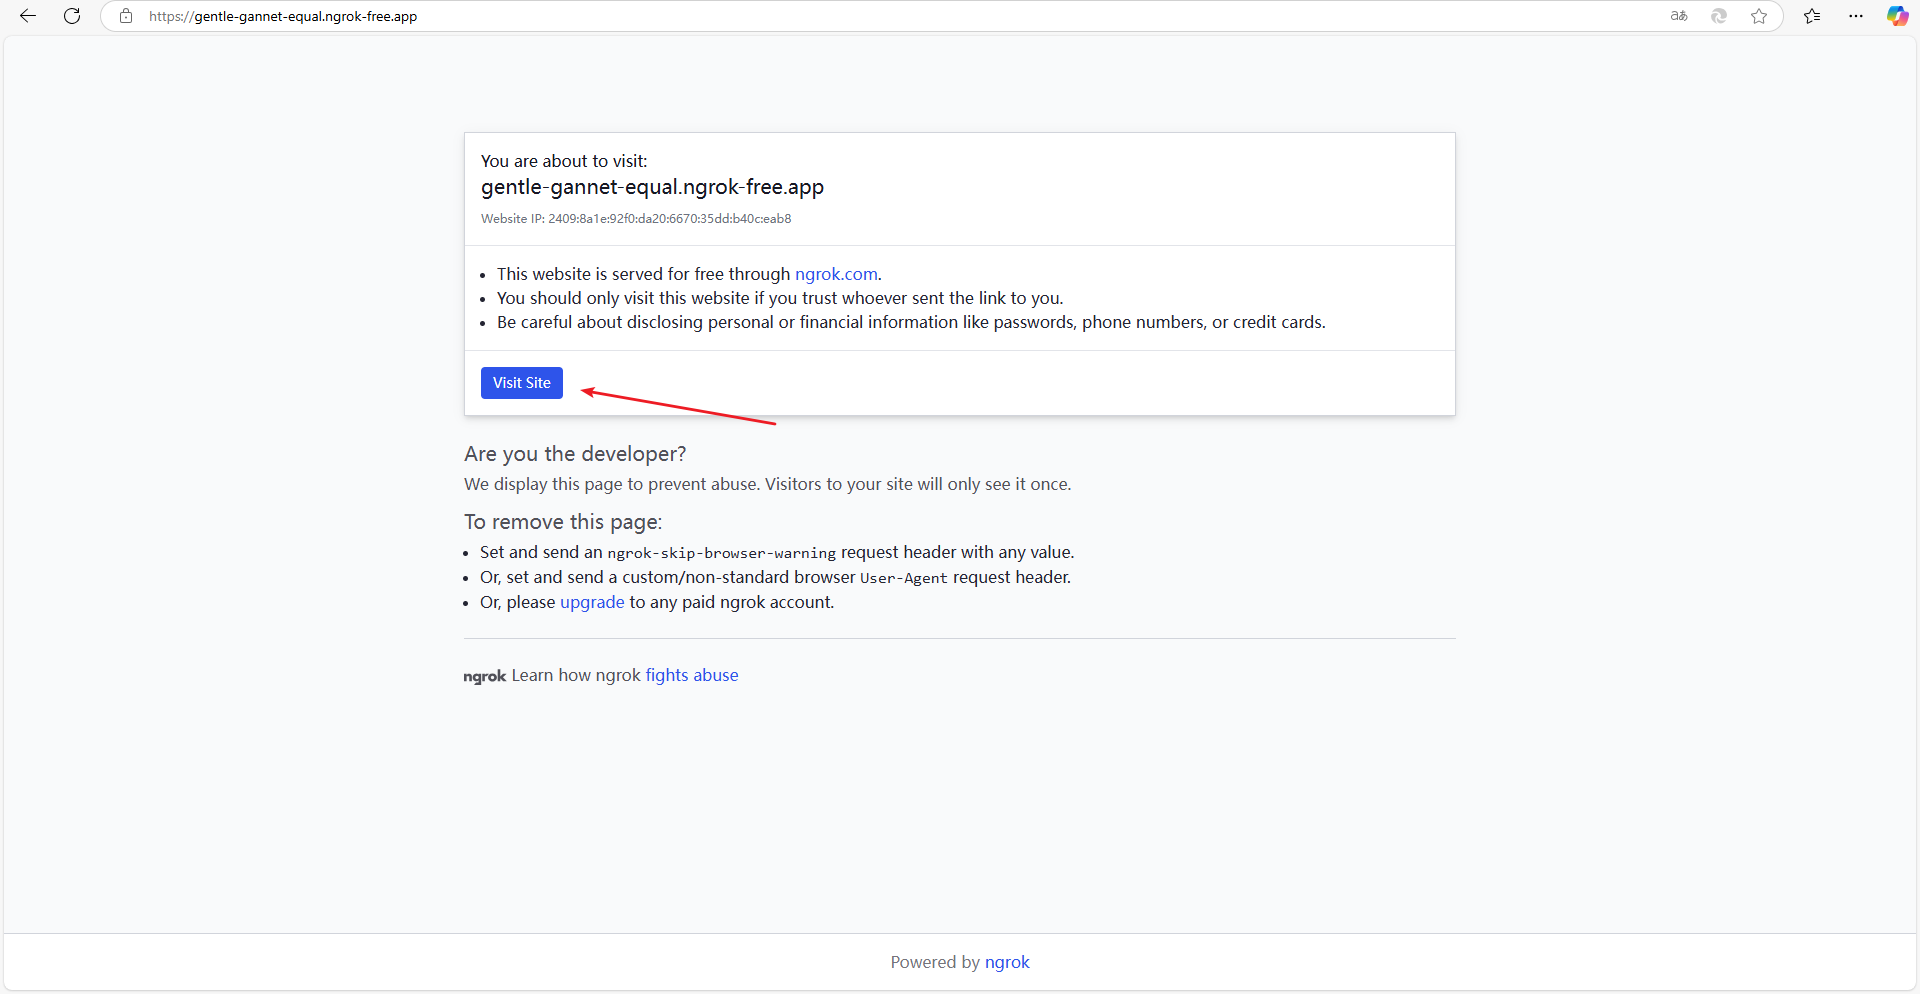 https://gentle-gannet-equal.ngrok-free.app
You are about to visit:
gentle-gannet-equal.ngrok-free.app
Website IP: 2409:8a1e:92f0:da20:6670:35dd:b40c:eab8
• This website is served for free through ngrok.com.
• You should only visit this website if you trust whoever sent the link to you.
• Be careful about disclosing personal or financial information like passwords, phone numbers, or credit cards.
Visit Site
Are you the developer?
We display this page to prevent abuse. Visitors to your site will only see it once.
To remove this page:
• Set and send an ngrok-skip-browser-warning request header with any value.
• Or, set and send a custom/non-standard browser User-Agent request header.
• Or, please upgrade to any paid ngrok account.
ngrok Learn how ngrok fights abuse
Powered by ngrok